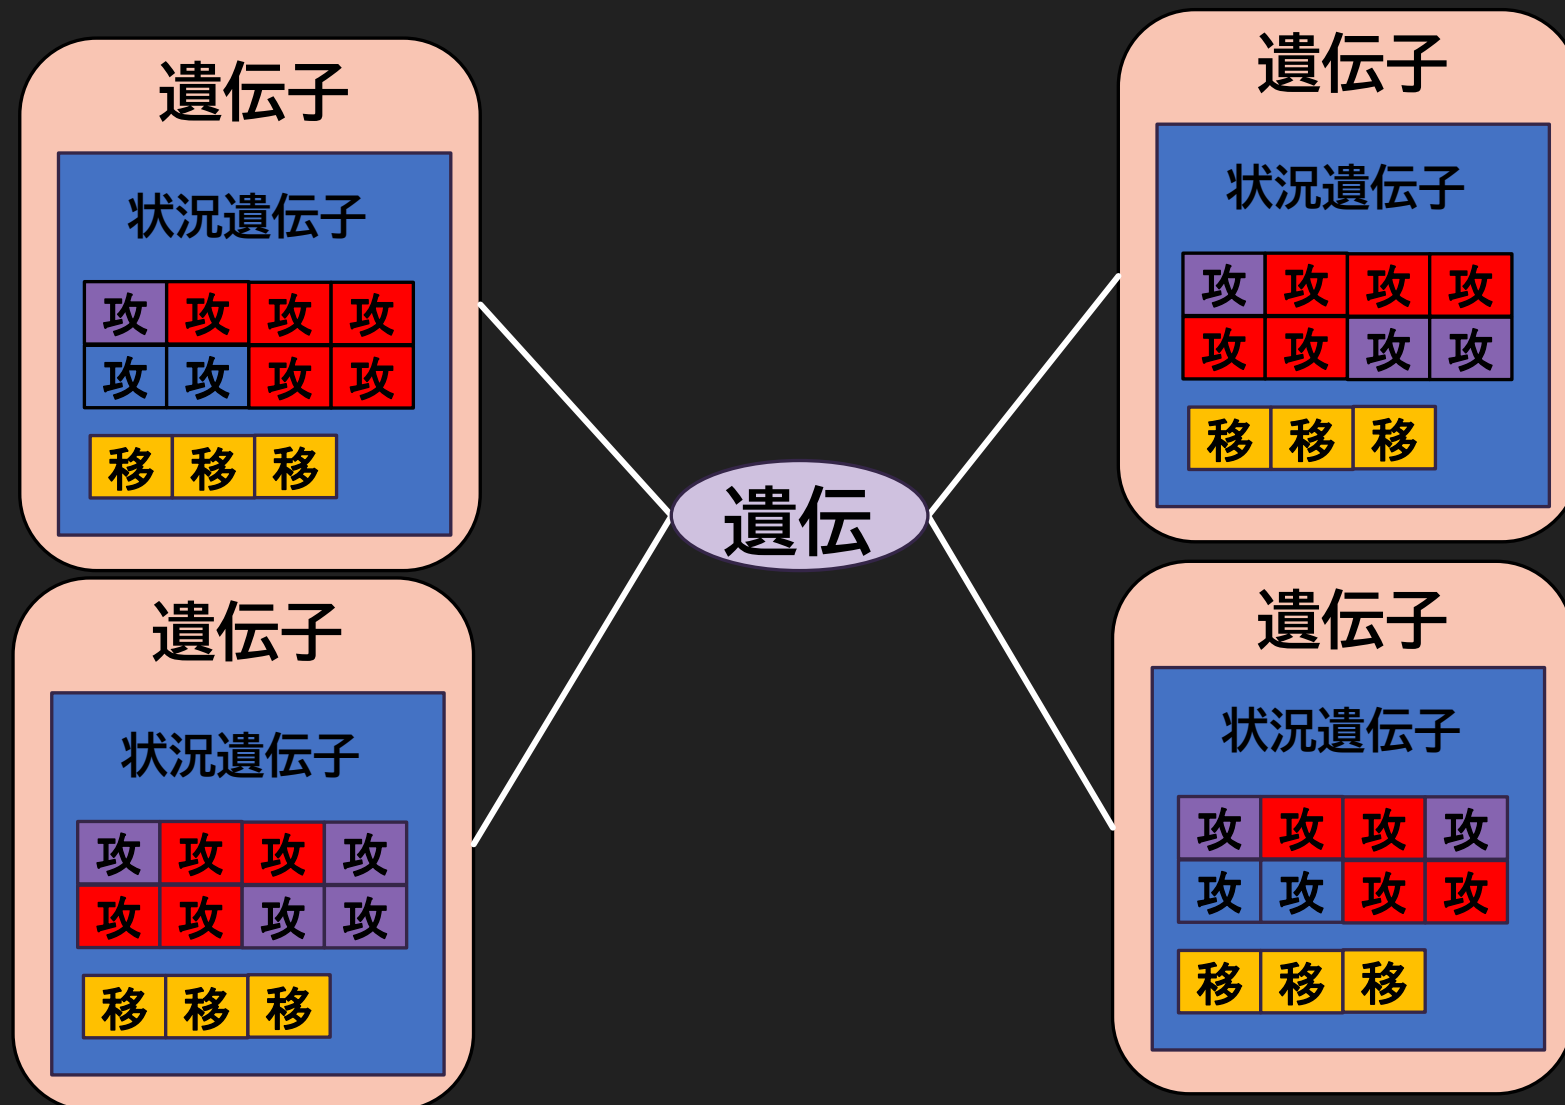 遺伝子
状況遺伝子
攻 攻 攻 攻
攻 攻 攻 攻
移 移 移
遺伝子
状況遺伝子
攻 攻 攻 攻
攻 攻 攻 攻
移 移 移
遺伝
遺伝子
状況遺伝子
攻 攻 攻 攻
攻 攻 攻 攻
移 移 移
遺伝子
状況遺伝子
攻 攻 攻 攻
攻 攻 攻 攻
移 移 移